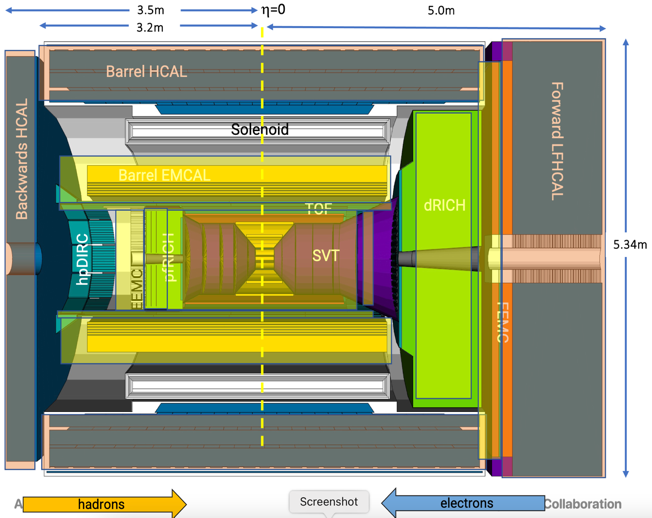 3.5m
η=0
5.0m
3.2m
Barrel HCAL
Backwards HCAL
Solenoid
Forward LFHCAL
Barrel EMCAL
TOF
dRICH
hpDIRC
EEMC
pfRICH
SVT
5.34m
FEMC
A
hadrons
Screenshot
electrons
Collaboration